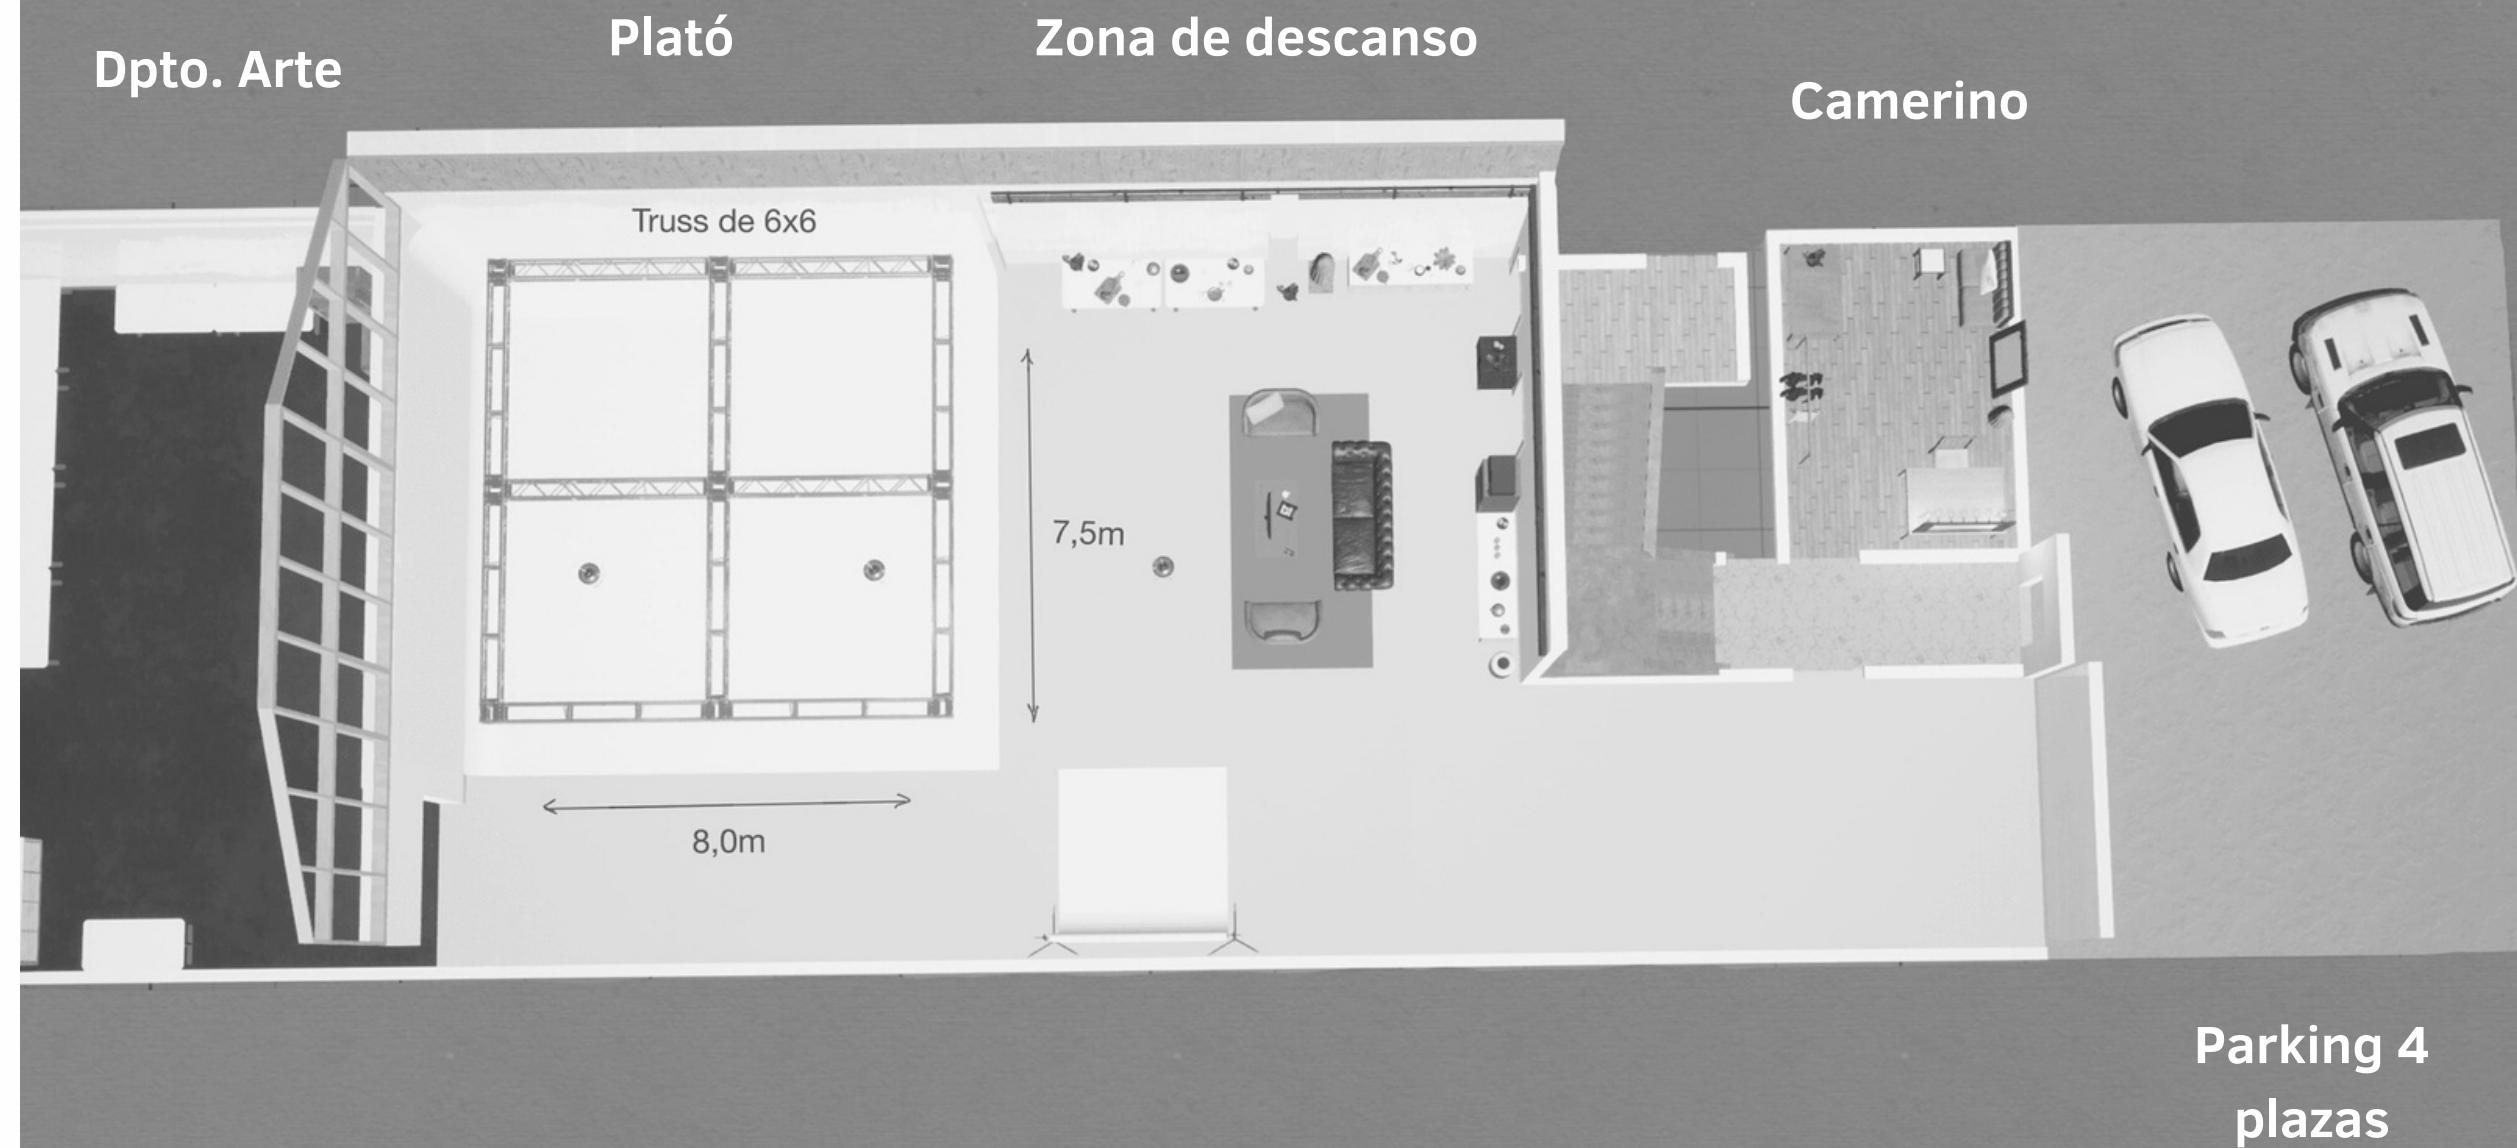 Dpto. Arte
Plató
Zona de descanso
Camerino
Truss de 6x6
7,5m
8,0m
Parking 4
plazas